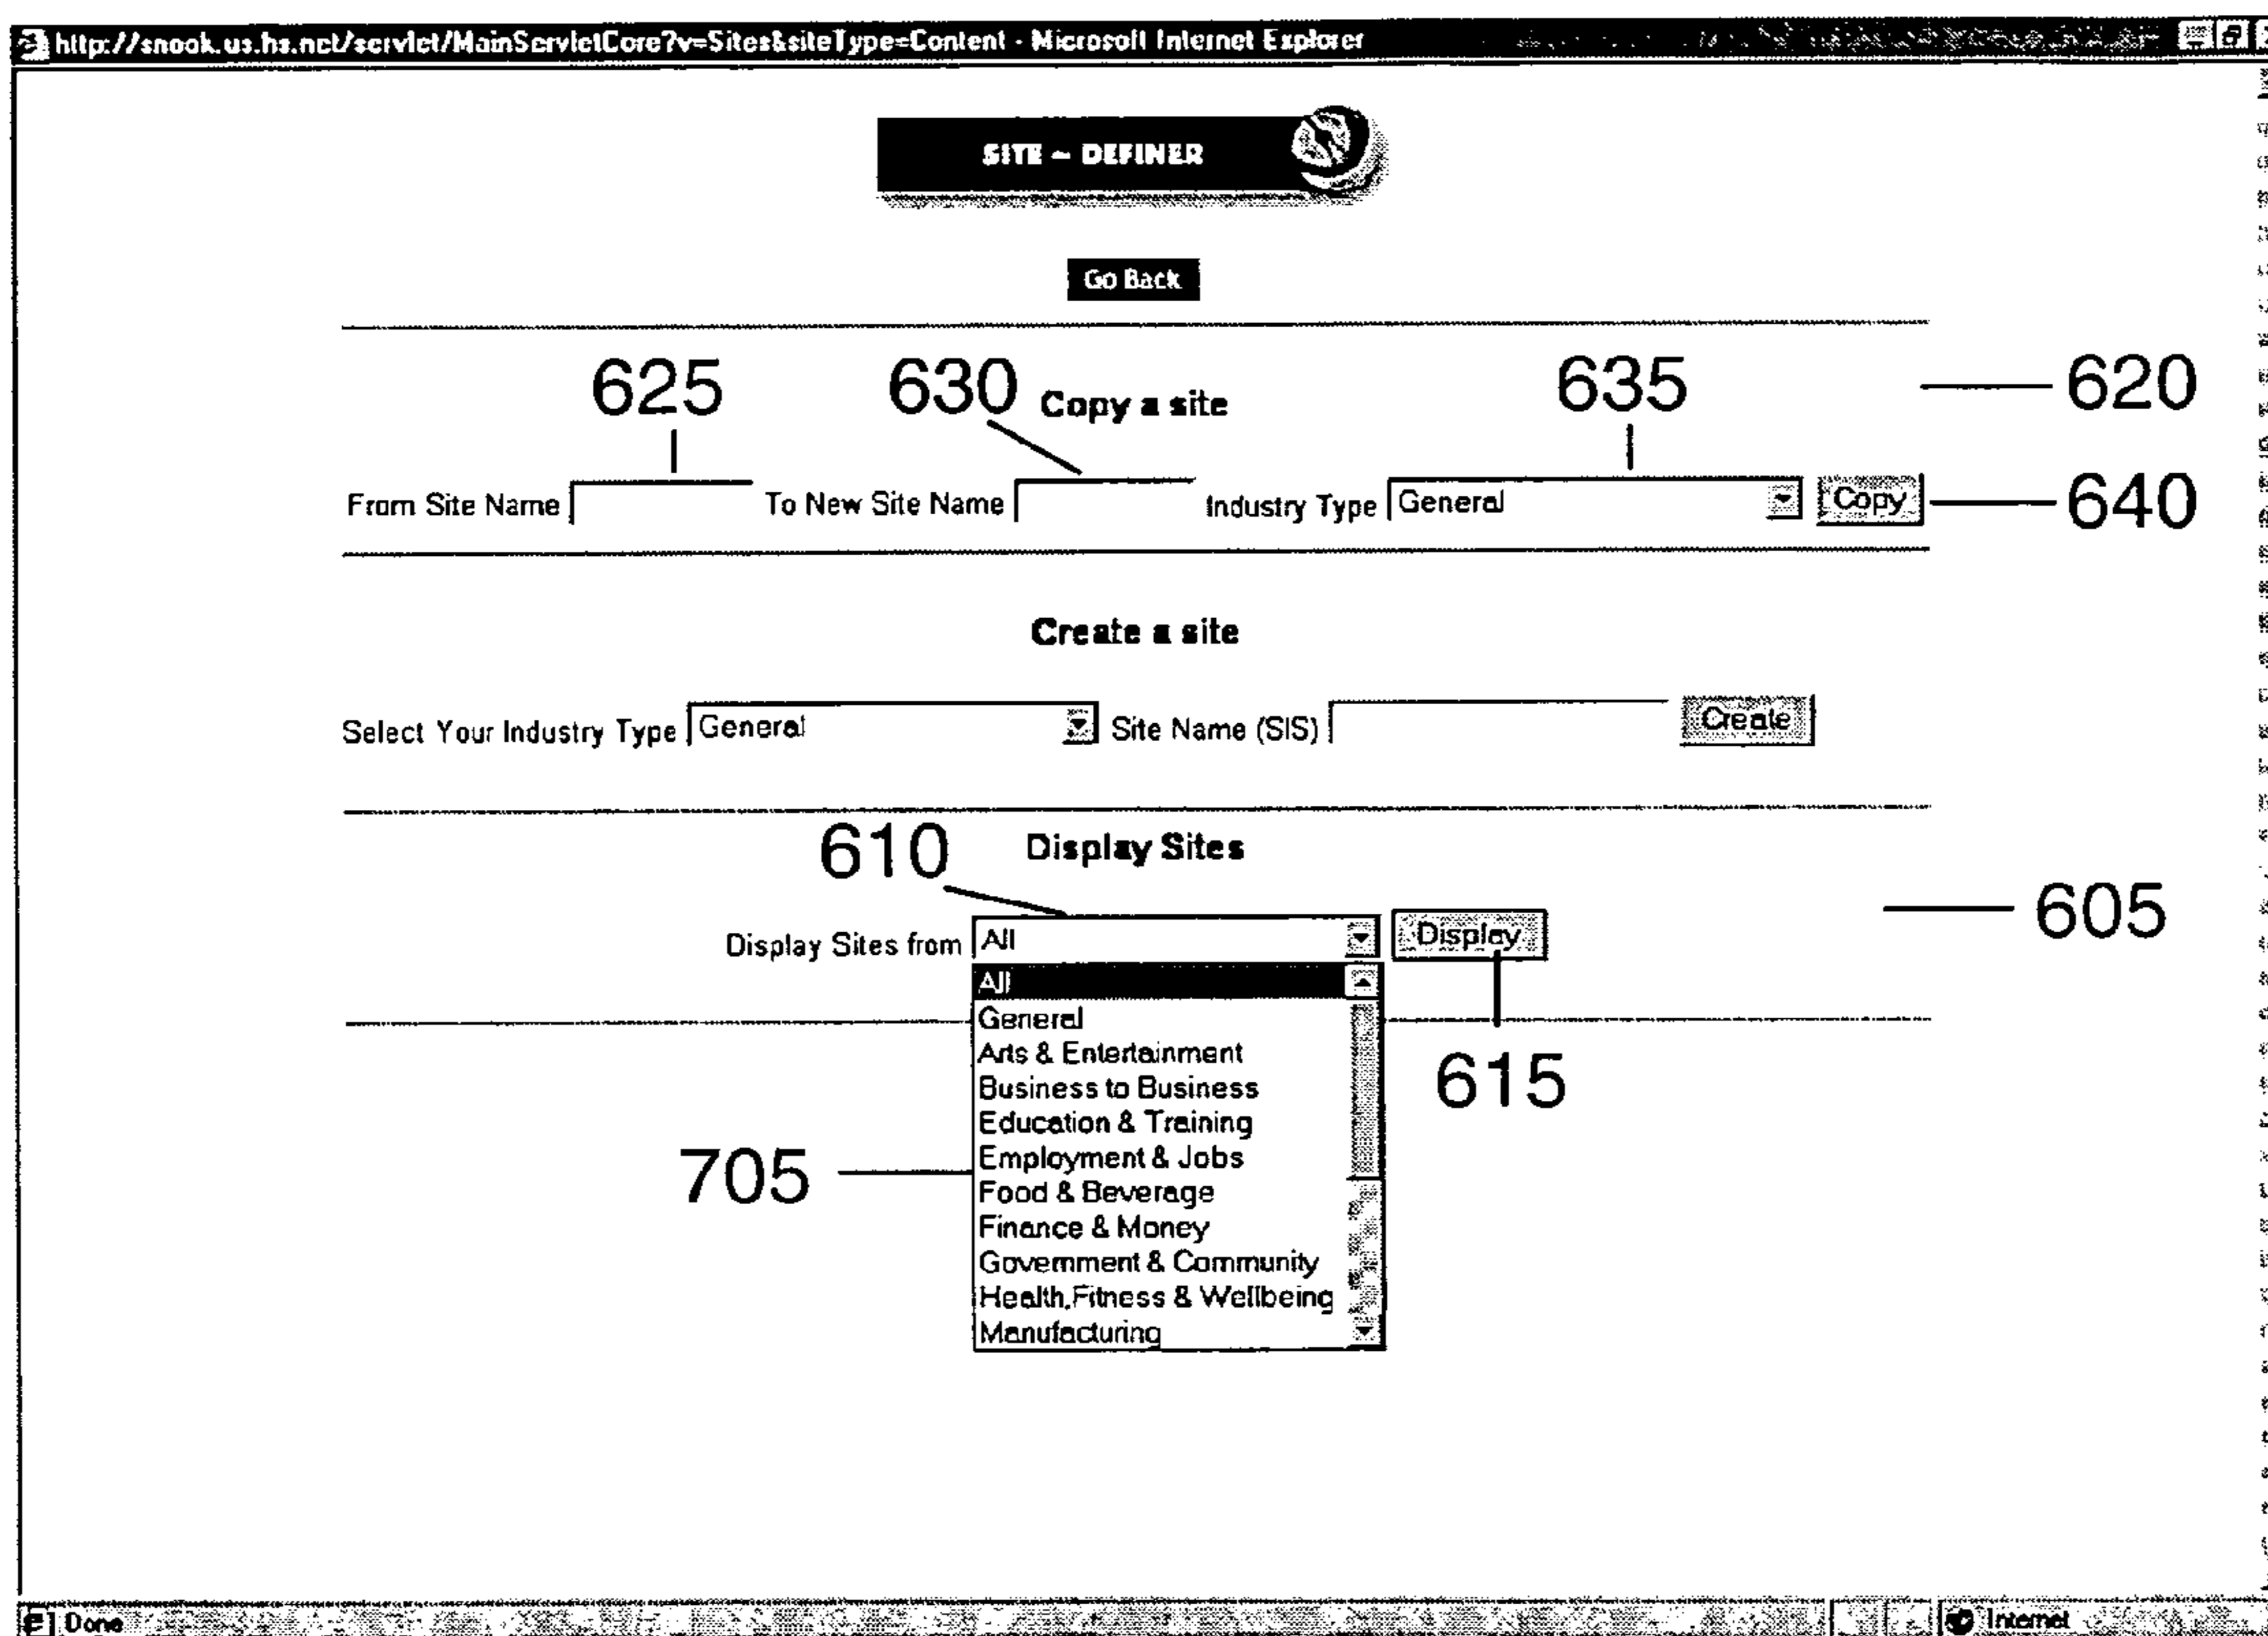 http://snook.us.hs.net/servlet/MainServletCore?v=Sites&siteType=Content - Microsoft Internet Explorer
SITE ~ DEFINER
Go Back
625 630 Copy a site 635 620
From Site Name To New Site Name Industry Type General Copy 640
Create a site
Select Your Industry Type General Site Name (SIS) Create
610 Display Sites
605
Display Sites from All Display
All
General
Arts & Entertainment
Business to Business
615
Education & Training
Employment & Jobs
705
Food & Beverage
Finance & Money
Government & Community
Health,Fitness & Wellbeing
Manufacturing
Done Internet